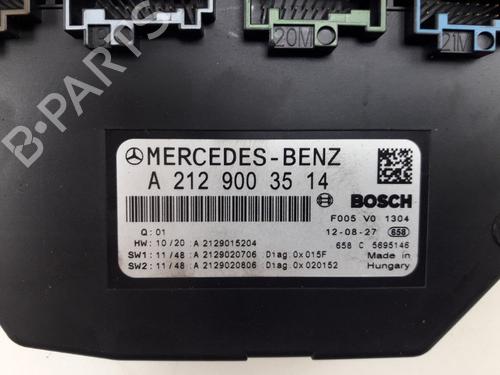 20M
21M
MERCEDES-BENZ
A 212 900 35 14
BOSCH
F005 V0 1304
Q: 01
12-08-27 658
HW: 10/20 :A 2129015204
658 C 5695146
SW1: 11/48 :A 2129020706 :Diag:0x015F
Made in
SW2: 11/48 :A 2129020806 :Diag:0x020152
Hungary